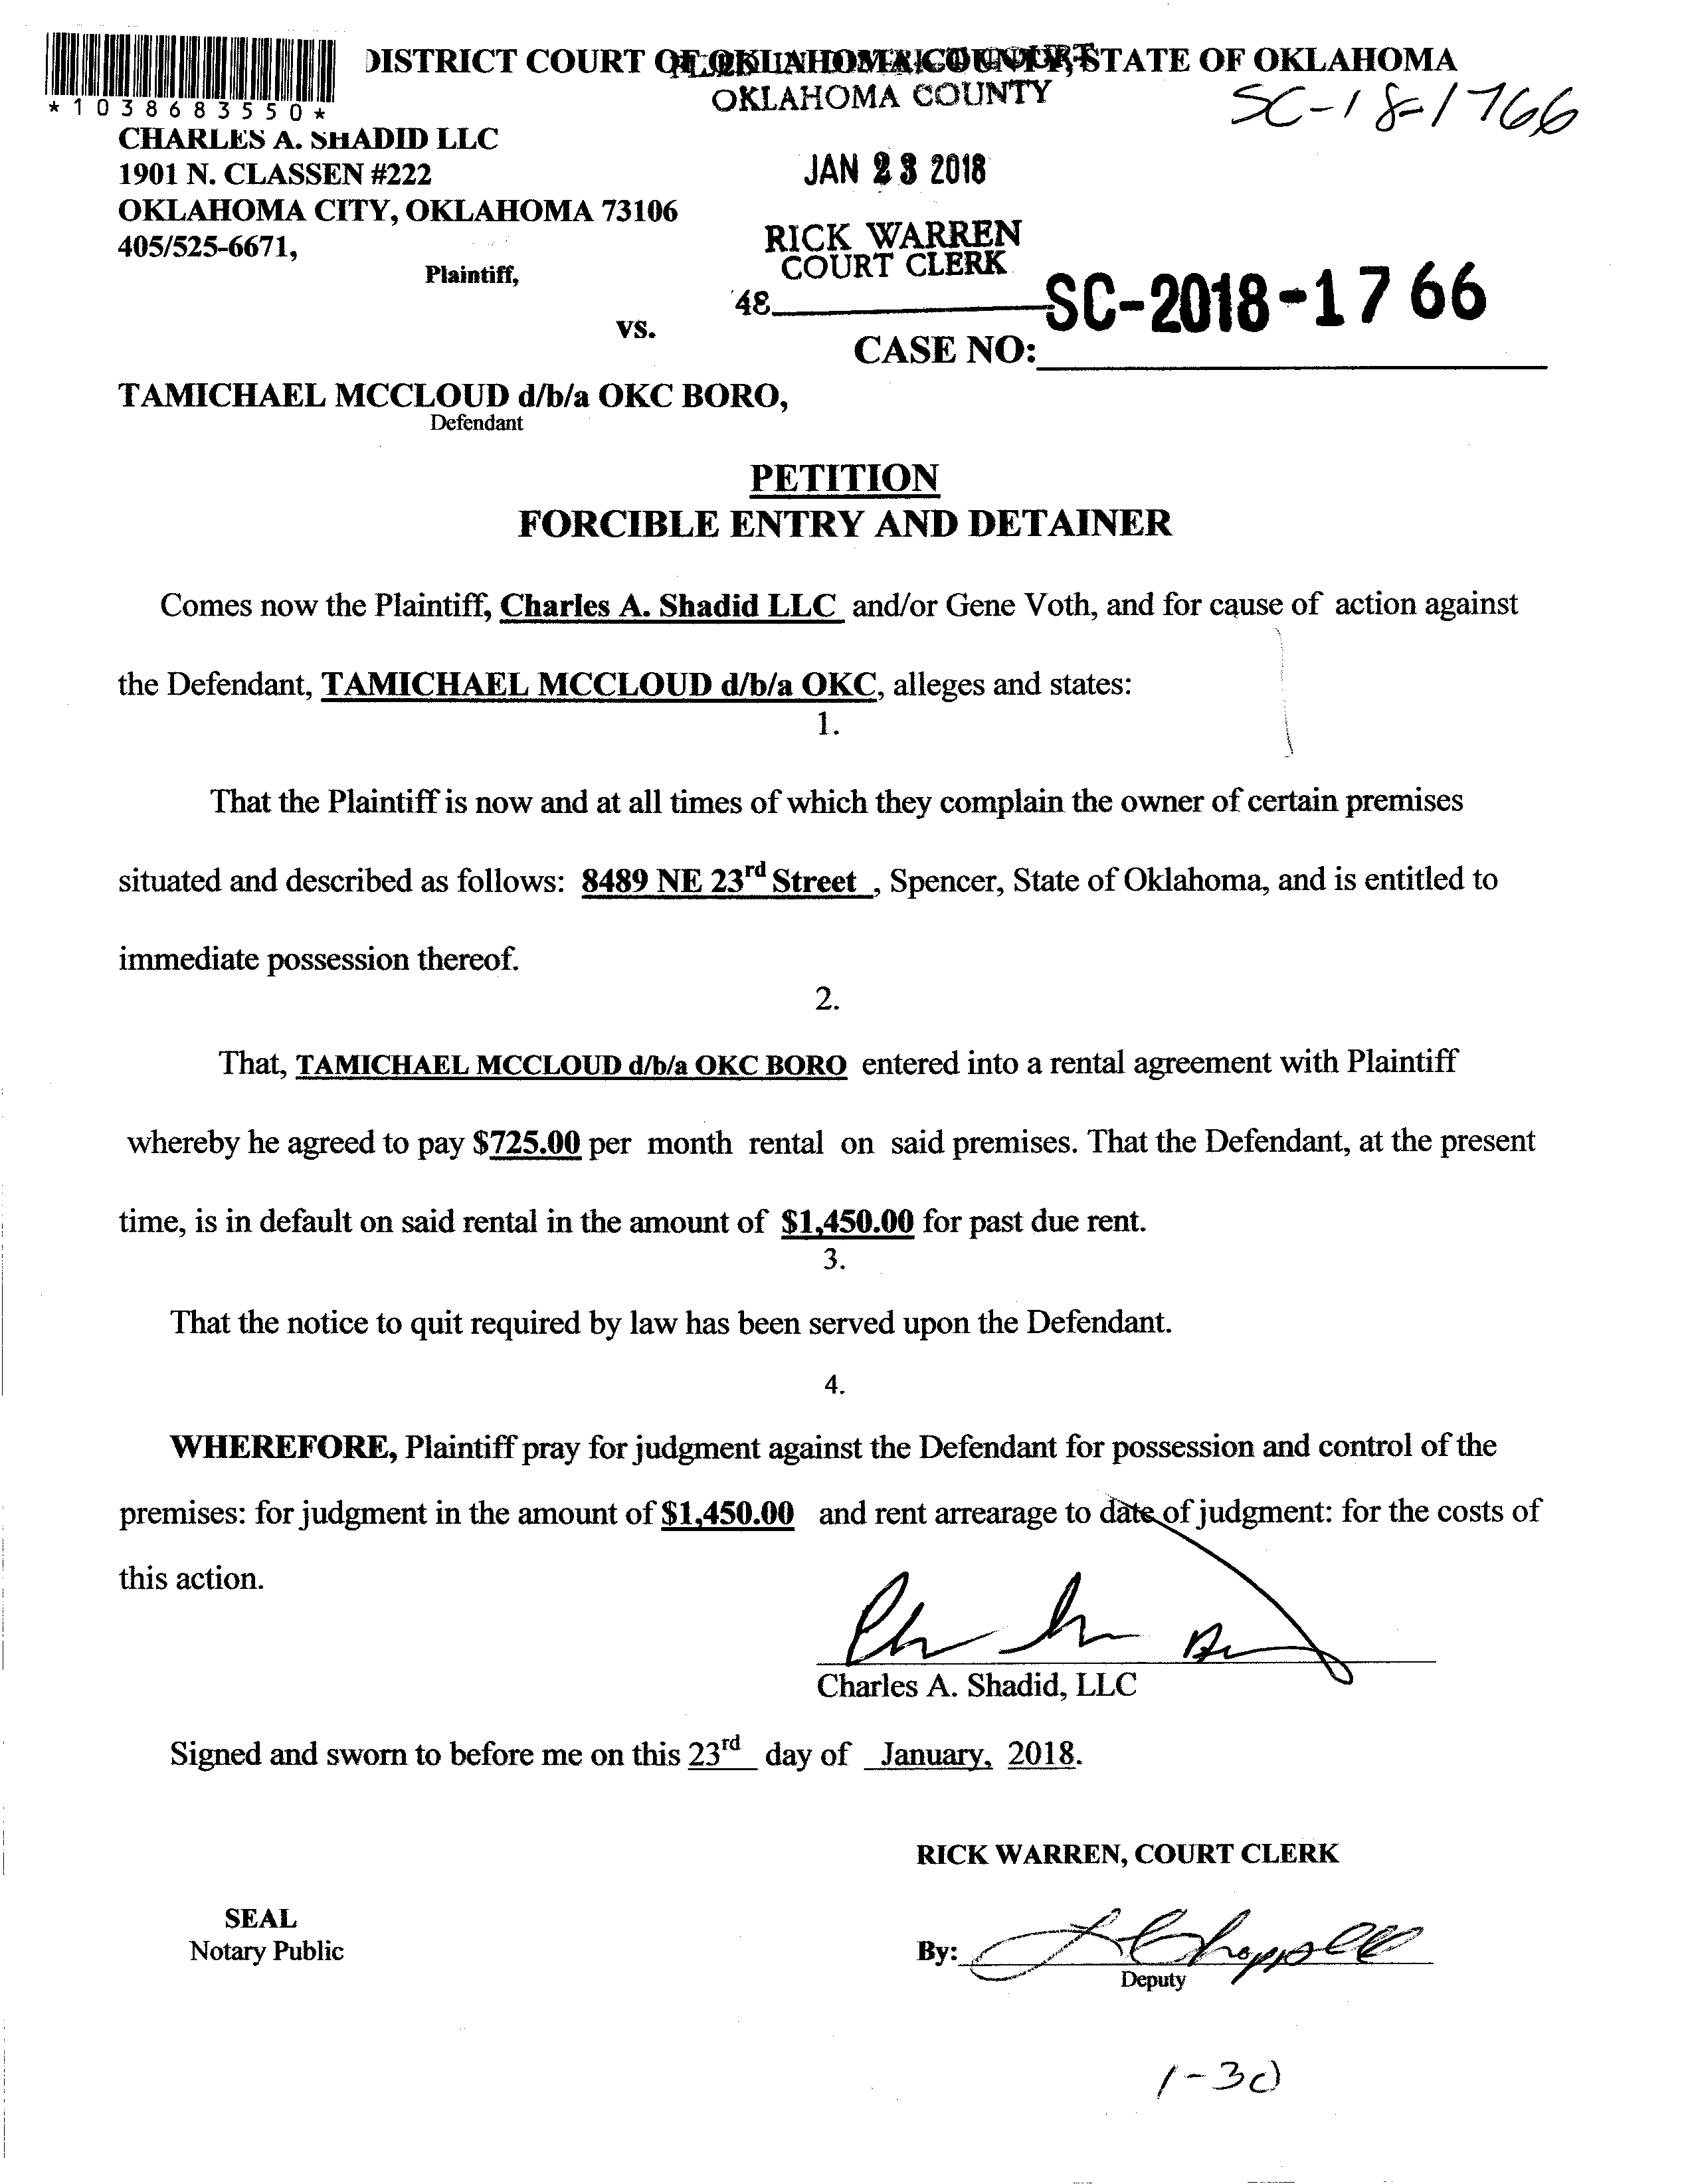 DISTRICT COURT OF OKLAHOMA COUNTY, STATE OF OKLAHOMA
OKLAHOMA COUNTY
SC-18-1766
*1038683550*
CHARLES A. SHADID LLC
1901 N. CLASSEN #222
JAN 23 2018
OKLAHOMA CITY, OKLAHOMA 73106
405/525-6671,
RICK WARREN
COURT CLERK
Plaintiff,
48
SC-2018-1766
vs.
CASE NO:
TAMICHAEL MCCLOUD d/b/a OKC BORO,
Defendant
PETITION
FORCIBLE ENTRY AND DETAINER
Comes now the Plaintiff, Charles A. Shadid LLC and/or Gene Voth, and for cause of action against
the Defendant, TAMICHAEL MCCLOUD d/b/a OKC, alleges and states:
1.
That the Plaintiff is now and at all times of which they complain the owner of certain premises
situated and described as follows: 8489 NE 23rd Street , Spencer, State of Oklahoma, and is entitled to
immediate possession thereof.
2.
That, TAMICHAEL MCCLOUD d/b/a OKC BORO entered into a rental agreement with Plaintiff
whereby he agreed to pay $725.00 per month rental on said premises. That the Defendant, at the present
time, is in default on said rental in the amount of $1,450.00 for past due rent.
3.
That the notice to quit required by law has been served upon the Defendant.
4.
WHEREFORE, Plaintiff pray for judgment against the Defendant for possession and control of the
premises: for judgment in the amount of $1,450.00 and rent arrearage to date of judgment: for the costs of
this action.
Charles A. Shadid, LLC
Signed and sworn to before me on this 23rd day of January, 2018.
RICK WARREN, COURT CLERK
SEAL
Notary Public
By:
Deputy
1-30